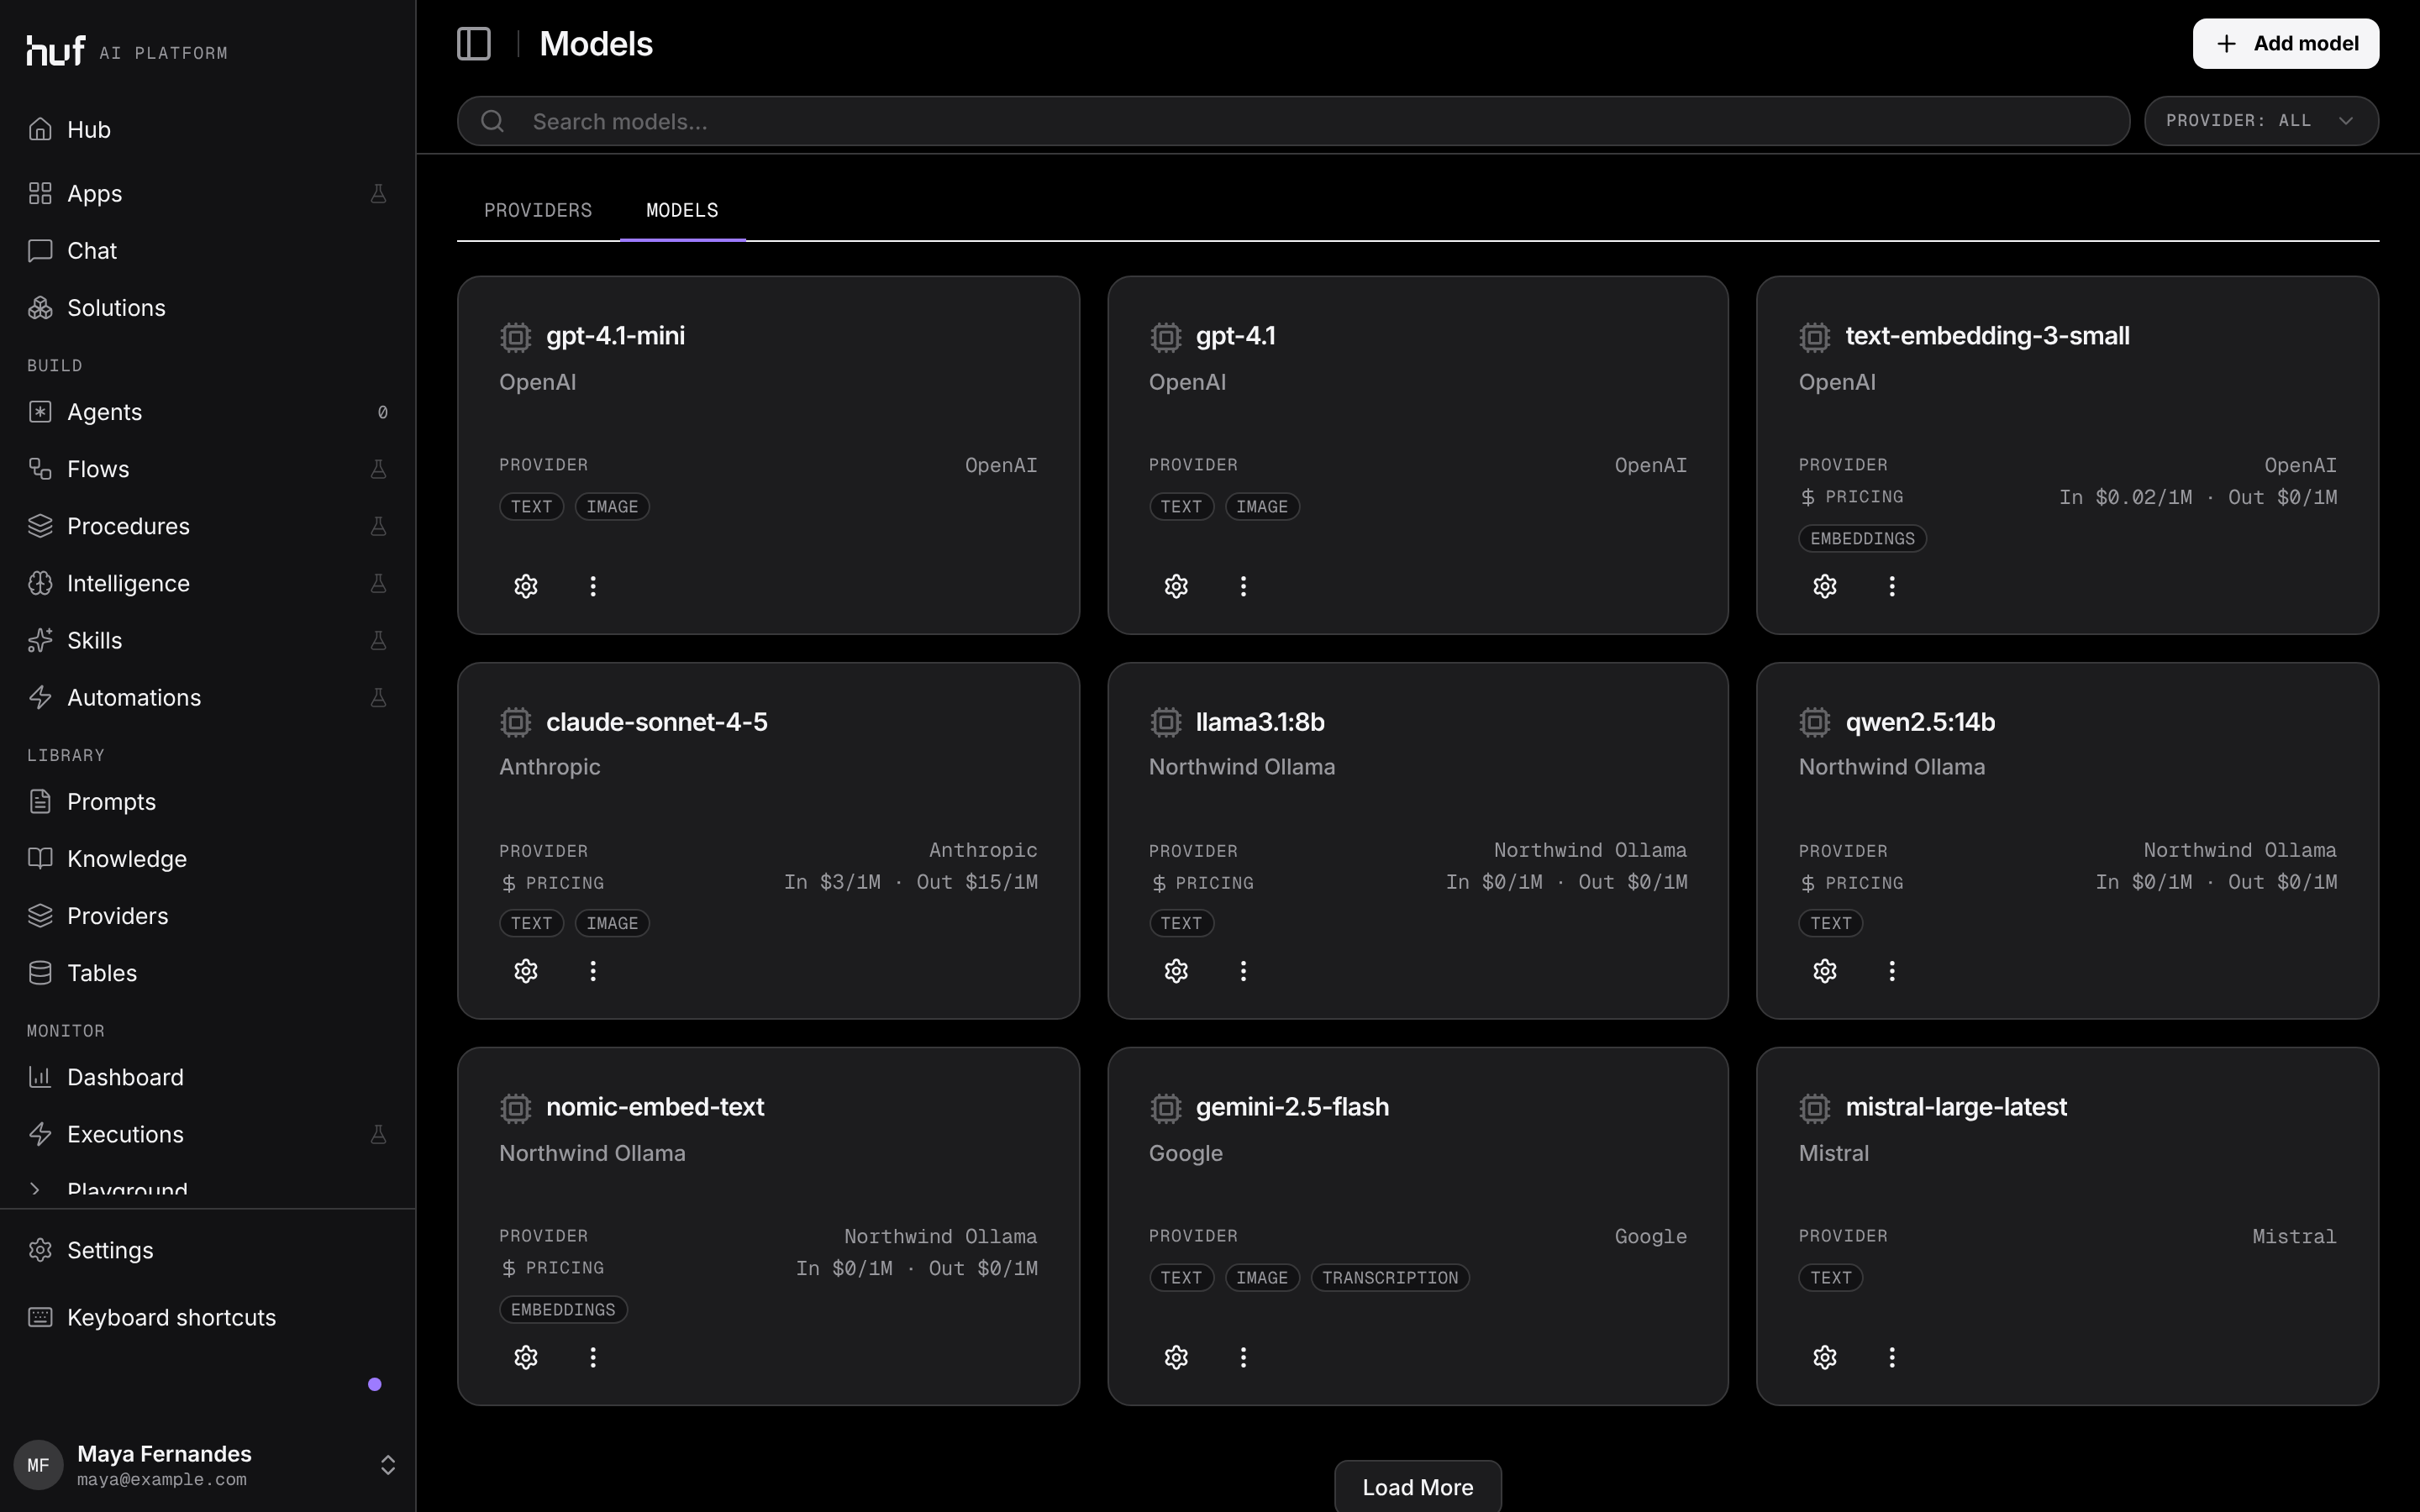 huf AI PLATFORM
Hub
Apps
Chat
Solutions
BUILD
Agents 0
Flows
Procedures
Intelligence
Skills
Automations
LIBRARY
Prompts
Knowledge
Providers
Tables
MONITOR
Dashboard
Executions
Playground
Settings
Keyboard shortcuts
MF
Maya Fernandes
maya@example.com
Models
Add model
Search models...
PROVIDER: ALL
PROVIDERS MODELS
gpt-4.1-mini
OpenAI
PROVIDER OpenAI
TEXT IMAGE
gpt-4.1
OpenAI
PROVIDER OpenAI
TEXT IMAGE
text-embedding-3-small
OpenAI
PROVIDER OpenAI
$ PRICING In $0.02/1M · Out $0/1M
EMBEDDINGS
claude-sonnet-4-5
Anthropic
PROVIDER Anthropic
$ PRICING In $3/1M · Out $15/1M
TEXT IMAGE
llama3.1:8b
Northwind Ollama
PROVIDER Northwind Ollama
$ PRICING In $0/1M · Out $0/1M
TEXT
qwen2.5:14b
Northwind Ollama
PROVIDER Northwind Ollama
$ PRICING In $0/1M · Out $0/1M
TEXT
nomic-embed-text
Northwind Ollama
PROVIDER Northwind Ollama
$ PRICING In $0/1M · Out $0/1M
EMBEDDINGS
gemini-2.5-flash
Google
PROVIDER Google
TEXT IMAGE TRANSCRIPTION
mistral-large-latest
Mistral
PROVIDER Mistral
TEXT
Load More